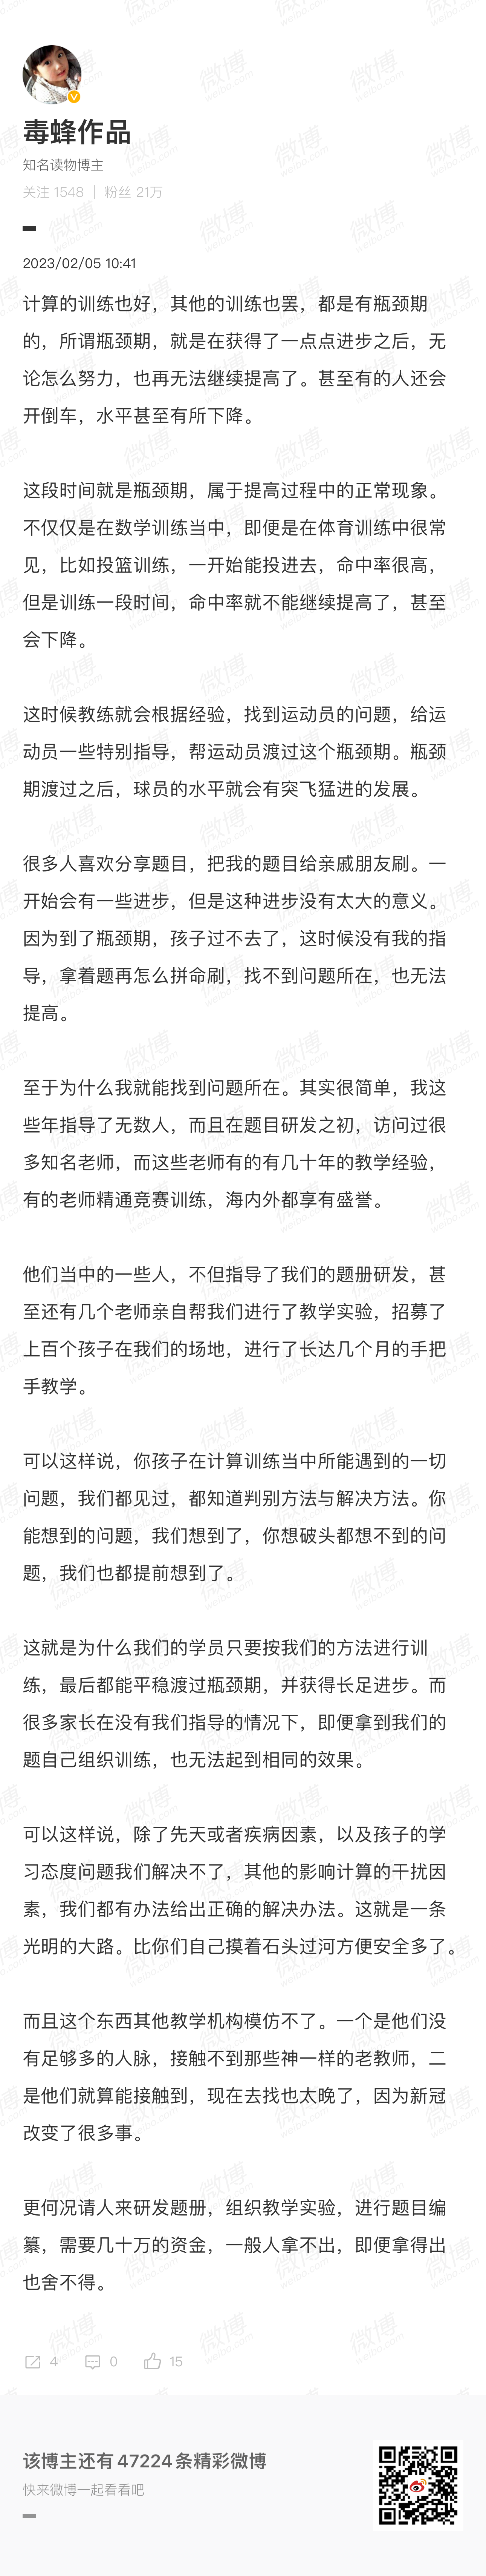 毒蜂作品
知名读物博主
关注 1548 | 粉丝 21万
2023/02/05 10:41
计算的训练也好，其他的训练也罢，都是有瓶颈期
的，所谓瓶颈期，就是在获得了一点点进步之后，无
论怎么努力，也再无法继续提高了。甚至有的人还会
开倒车，水平甚至有所下降。
这段时间就是瓶颈期，属于提高过程中的正常现象。
不仅仅是在数学训练当中，即便是在体育训练中很常
见，比如投篮训练，一开始能投进去，命中率很高，
但是训练一段时间，命中率就不能继续提高了，甚至
会下降。
这时候教练就会根据经验，找到运动员的问题，给运
动员一些特别指导，帮运动员渡过这个瓶颈期。瓶颈
期渡过之后，球员的水平就会有突飞猛进的发展。
很多人喜欢分享题目，把我的题目给亲戚朋友刷。一
开始会有一些进步，但是这种进步没有太大的意义。
因为到了瓶颈期，孩子过不去了，这时候没有我的指
导，拿着题再怎么拼命刷，找不到问题所在，也无法
提高。
至于为什么我就能找到问题所在。其实很简单，我这
些年指导了无数人，而且在题目研发之初，访问过很
多知名老师，而这些老师有的有几十年的教学经验，
有的老师精通竞赛训练，海内外都享有盛誉。
他们当中的一些人，不但指导了我们的题册研发，甚
至还有几个老师亲自帮我们进行了教学实验，招募了
上百个孩子在我们的场地，进行了长达几个月的手把
手教学。
可以这样说，你孩子在计算训练当中所能遇到的一切
问题，我们都见过，都知道判别方法与解决方法。你
能想到的问题，我们想到了，你想破头都想不到的问
题，我们也都提前想到了。
这就是为什么我们的学员只要按我们的方法进行训
练，最后都能平稳渡过瓶颈期，并获得长足进步。而
很多家长在没有我们指导的情况下，即便拿到我们的
题自己组织训练，也无法起到相同的效果。
可以这样说，除了先天或者疾病因素，以及孩子的学
习态度问题我们解决不了，其他的影响计算的干扰因
素，我们都有办法给出正确的解决办法。这就是一条
光明的大路。比你们自己摸着石头过河方便安全多了。
而且这个东西其他教学机构模仿不了。一个是他们没
有足够多的人脉，接触不到那些神一样的老教师，二
是他们就算能接触到，现在去找也太晚了，因为新冠
改变了很多事。
更何况请人来研发题册，组织教学实验，进行题目编
纂，需要几十万的资金，一般人拿不出，即便拿得出
也舍不得。
4 0 15
该博主还有 47224 条精彩微博
快来微博一起看看吧